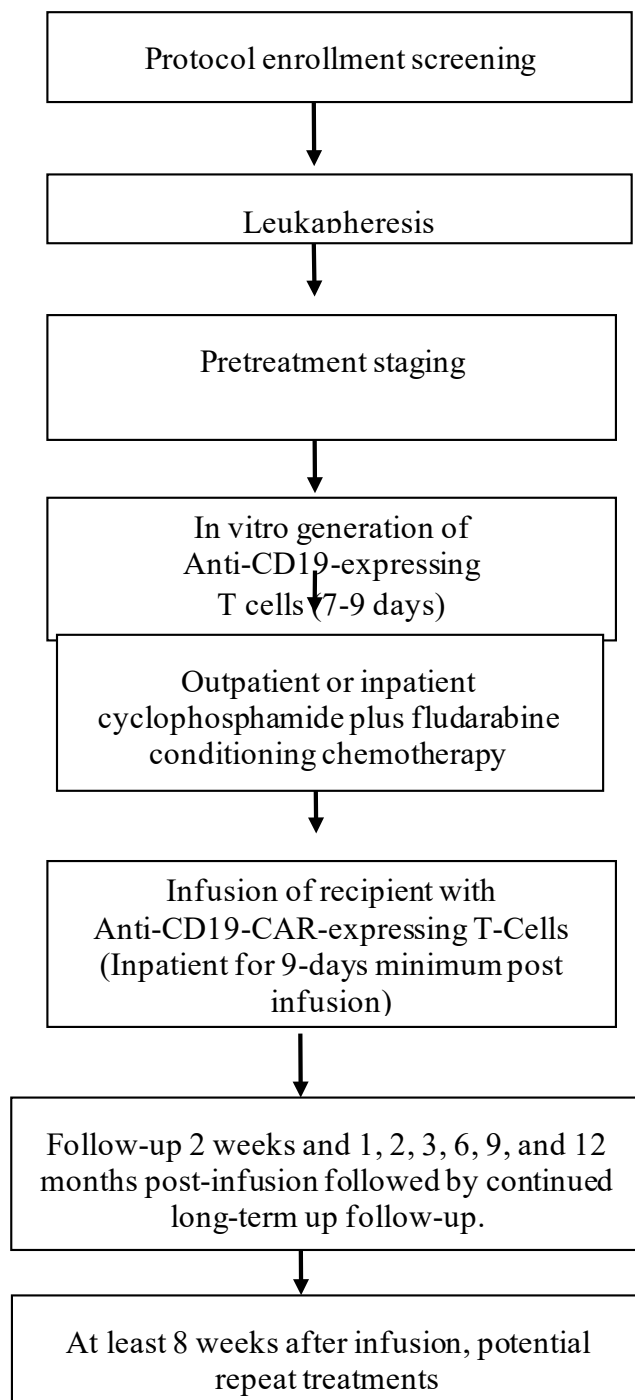 Protocol enrollment screening
Leukapheresis
Pretreatment staging
In vitro generation of
Anti-CD19-expressing
T cells (7-9 days)
Outpatient or inpatient
cyclophosphamide plus fludarabine
conditioning chemotherapy
Infusion of recipient with
Anti-CD19-CAR-expressing T-Cells
(Inpatient for 9-days minimum post
infusion)
Follow-up 2 weeks and 1, 2, 3, 6, 9, and 12
months post-infusion followed by continued
long-term up follow-up.
At least 8 weeks after infusion, potential
repeat treatments